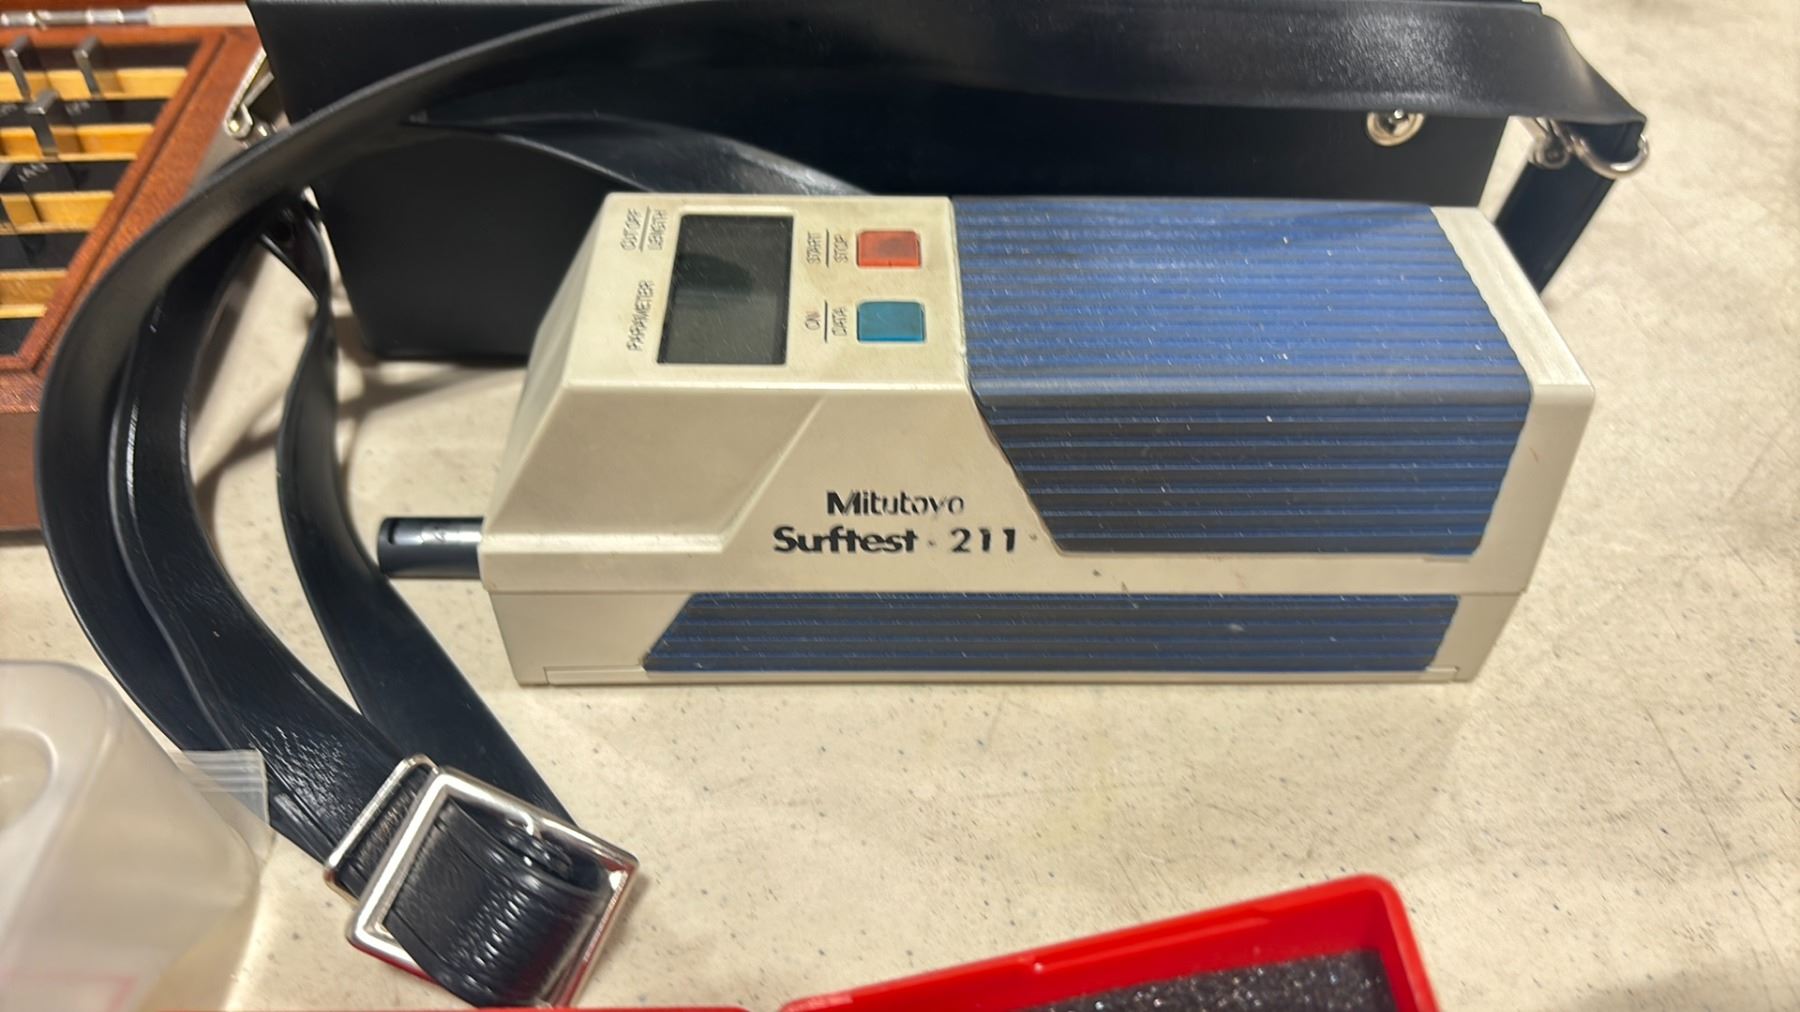 CUT OFF
LENGTH
PARAMETER
START
STOP
ON
DATA
Mitutoyo
Surftest - 211